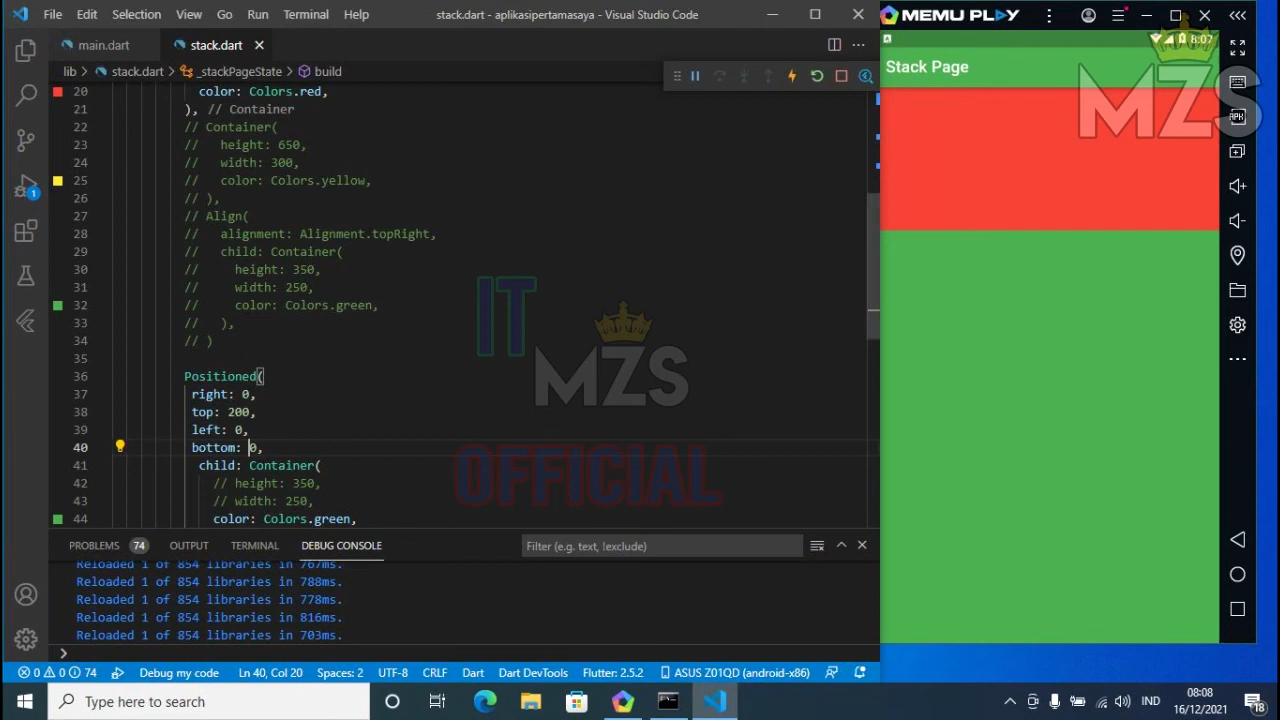 File Edit Selection View Go Run Terminal Help stack.dart - aplikasipertamasaya - Visual Studio Code
MEMU PLAY
main.dart stack.dart
8:07
lib > stack.dart > _stackPageState > build
Stack Page
MZS
APK
20 color: Colors.red,
21 ), // Container
22 // Container(
23 // height: 650,
24 // width: 300,
25 // color: Colors.yellow,
26 // ),
27 // Align(
28 // alignment: Alignment.topRight,
29 // child: Container(
30 // height: 350,
31 // width: 250,
32 // color: Colors.green,
33 // ),
34 // )
35
36 Positioned(
37 right: 0,
38 top: 200,
39 left: 0,
40 bottom: 0,
41 child: Container(
42 // height: 350,
43 // width: 250,
44 color: Colors.green,
1
IT
MZS
OFFICIAL
PROBLEMS 74 OUTPUT TERMINAL DEBUG CONSOLE Filter (e.g. text, !exclude)
Reloaded 1 of 854 libraries in 767ms.
Reloaded 1 of 854 libraries in 788ms.
Reloaded 1 of 854 libraries in 778ms.
Reloaded 1 of 854 libraries in 816ms.
Reloaded 1 of 854 libraries in 703ms.
>
0 0 74 Debug my code Ln 40, Col 20 Spaces: 2 UTF-8 CRLF Dart Dart DevTools Flutter: 2.5.2 ASUS Z01QD (android-x86)
Type here to search
IND
08:08
16/12/2021
18